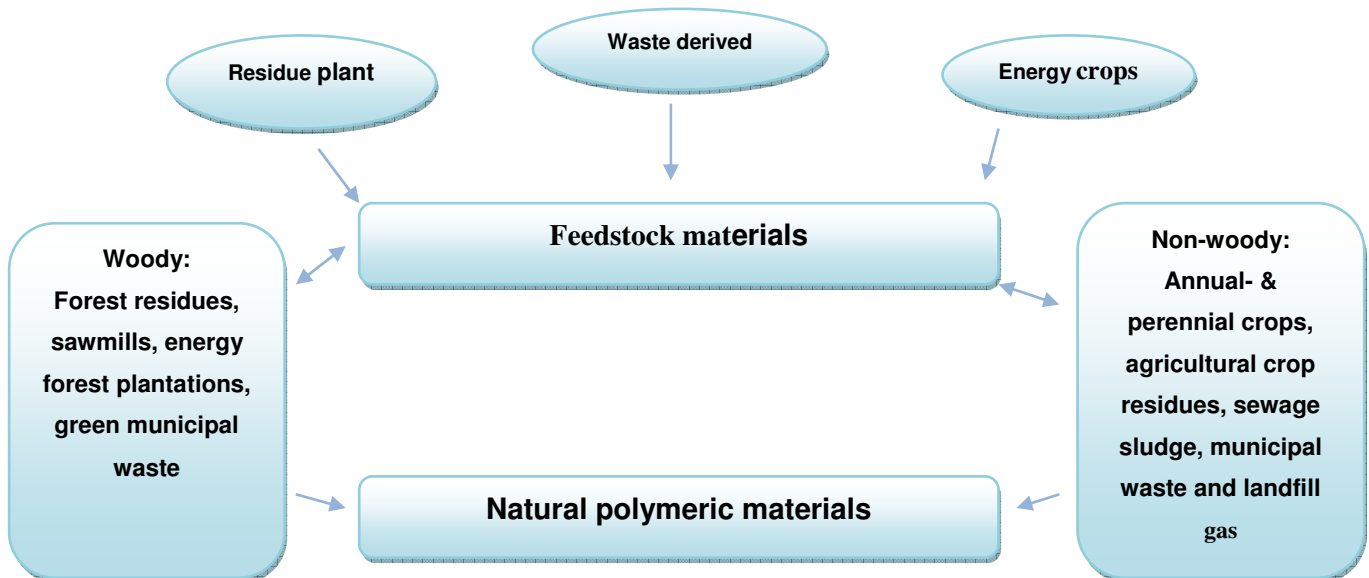 Residue plant
Waste derived
Energy crops
Feedstock materials
Woody:
Forest residues,
sawmills, energy
forest plantations,
green municipal
waste
Non-woody:
Annual- &
perennial crops,
agricultural crop
residues, sewage
sludge, municipal
waste and landfill
gas
Natural polymeric materials